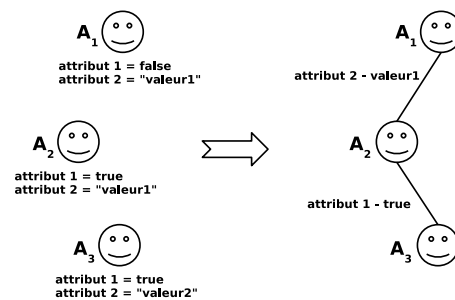 A1
attribut 1 = false
attribut 2 = "valeur1"
A2
attribut 1 = true
attribut 2 = "valeur1"
A3
attribut 1 = true
attribut 2 = "valeur2"
A1
attribut 2 - valeur1
A2
attribut 1 - true
A3